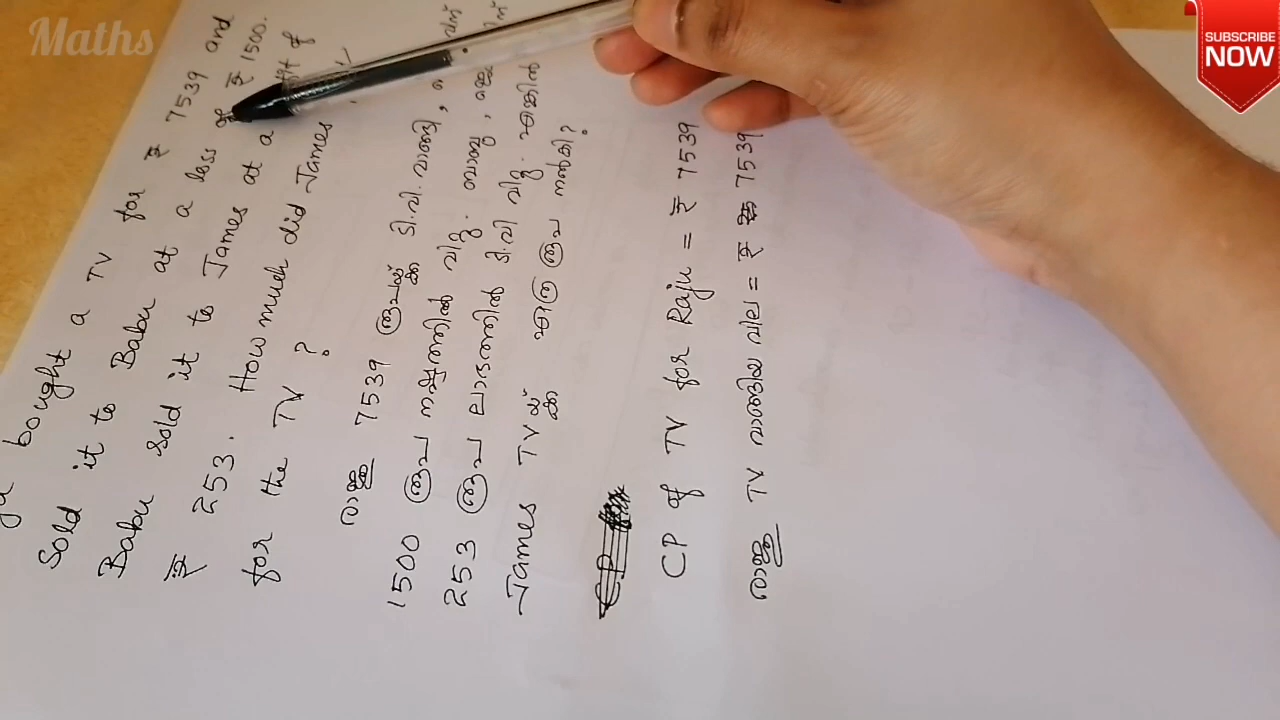 Maths
SUBSCRIBE
NOW
bought a TV for ₹ 7539 and
sold it to Babu at a loss of ₹ 1500.
Babu sold it to James at a
₹ 253. How much did James
for the TV ?
രാജു 7539 രൂപയ്ക്ക് ടി.വി. വാങ്ങി,
1500 രൂപ നഷ്ടത്തിൽ വിറ്റു. ബാബു,
253 രൂപ ലാഭത്തിൽ ടി.വി വിറ്റു. എങ്കിൽ
James TV യ്ക്ക് എത്ര രൂപ നൽകി?
CP of TV for Raju = ₹ 7539
രാജു TV വാങ്ങിയ വില = ₹ 7539